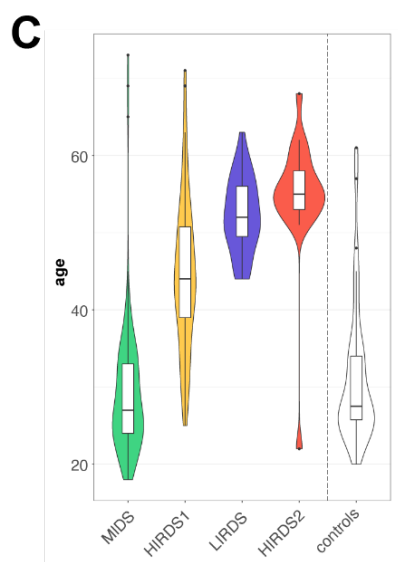 C
60
40
20
age
MIDS
HIRDS1
LIRDS
HIRDS2
controls